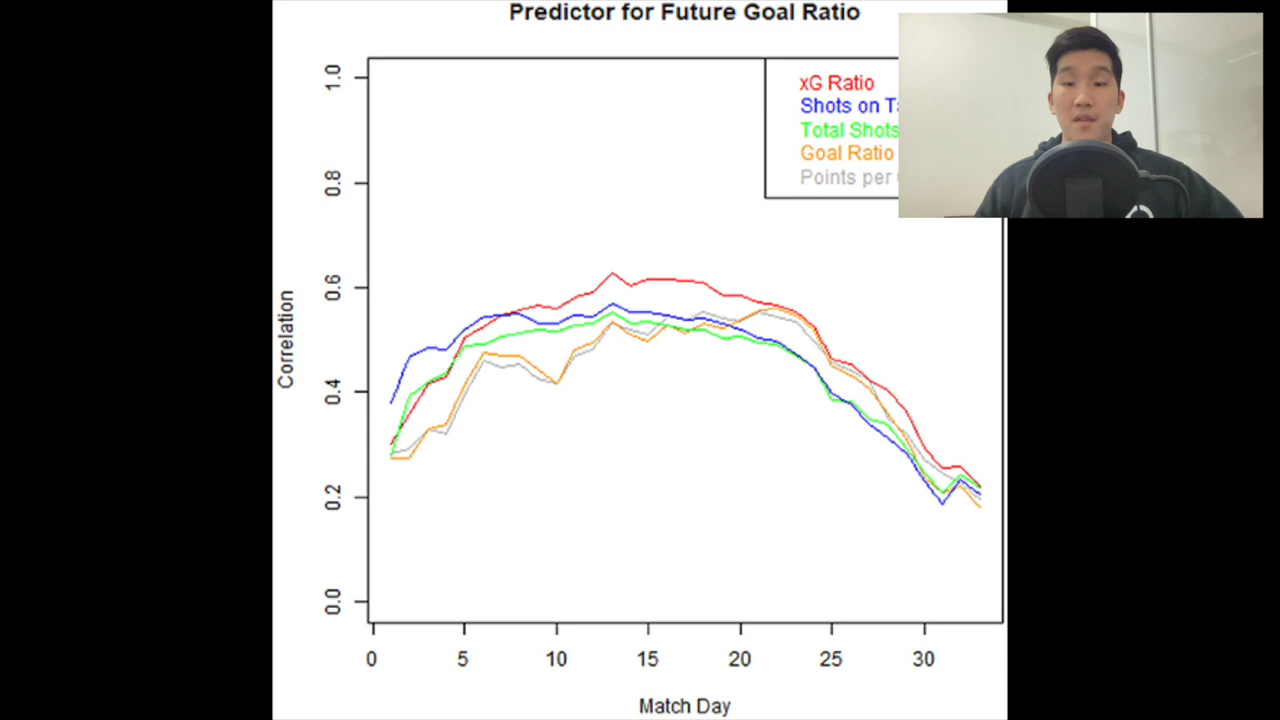 Predictor for Future Goal Ratio
xG Ratio
Shots on
Total Shots
Goal Ratio
Points per
Correlation
1.0
0.8
0.6
0.4
0.2
0.0
0 5 10 15 20 25 30
Match Day